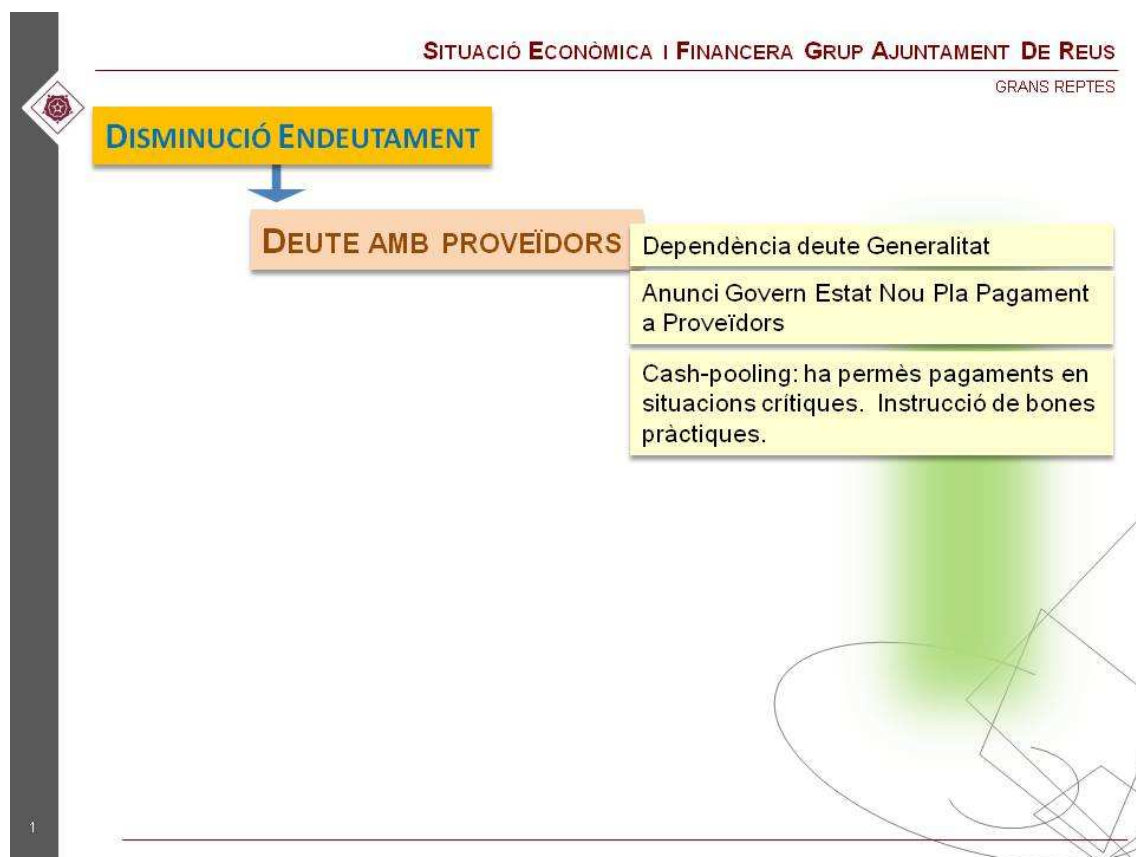 SITUACIÓ ECONÒMICA I FINANCERA GRUP AJUNTAMENT DE REUS
GRANS REPTES
DISMINUCIÓ ENDEUTAMENT
DEUTE AMB PROVEÏDORS
Dependència deute Generalitat
Anunci Govern Estat Nou Pla Pagament
a Proveïdors
Cash-pooling: ha permès pagaments en
situacions crítiques. Instrucció de bones
pràctiques.
1